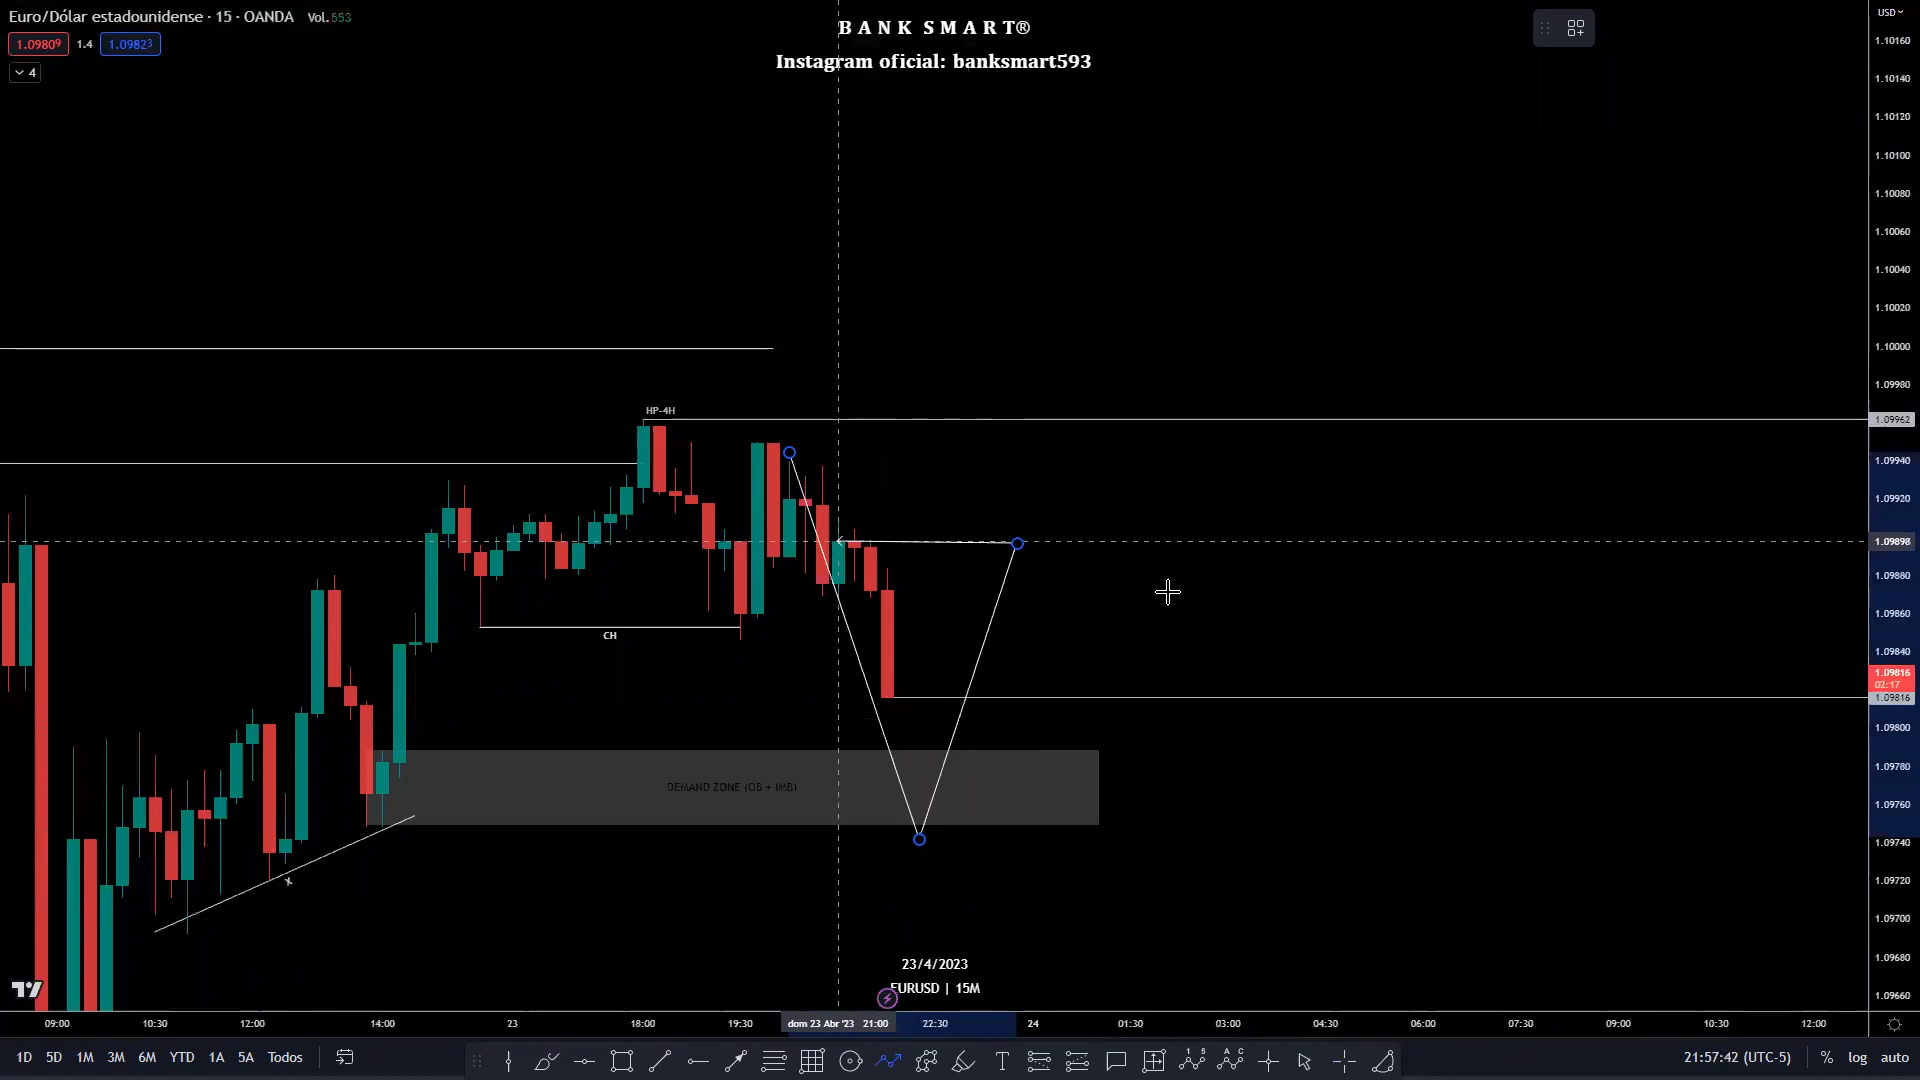 Euro/Dólar estadounidense · 15 · OANDA Vol.553
1.09809 1.4 1.09823
4
B A N K S M A R T®
Instagram oficial: banksmart593
USD
1.10160
1.10140
1.10120
1.10100
1.10080
1.10060
1.10040
1.10020
1.10000
1.09980
1.09962
1.09940
1.09920
1.09898
1.09880
1.09860
1.09840
1.09816
02:17
1.09816
1.09800
1.09780
1.09760
1.09740
1.09720
1.09700
1.09680
1.09660
HP-4H
CH
DEMAND ZONE (OB + IMB)
x
23/4/2023
EURUSD | 15M
09:00 10:30 12:00 14:00 23 18:00 19:30 dom 23 Abr '23 21:00 22:30 24 01:30 03:00 04:30 06:00 07:30 09:00 10:30 12:00
1D 5D 1M 3M 6M YTD 1A 5A Todos
21:57:42 (UTC-5) % log auto